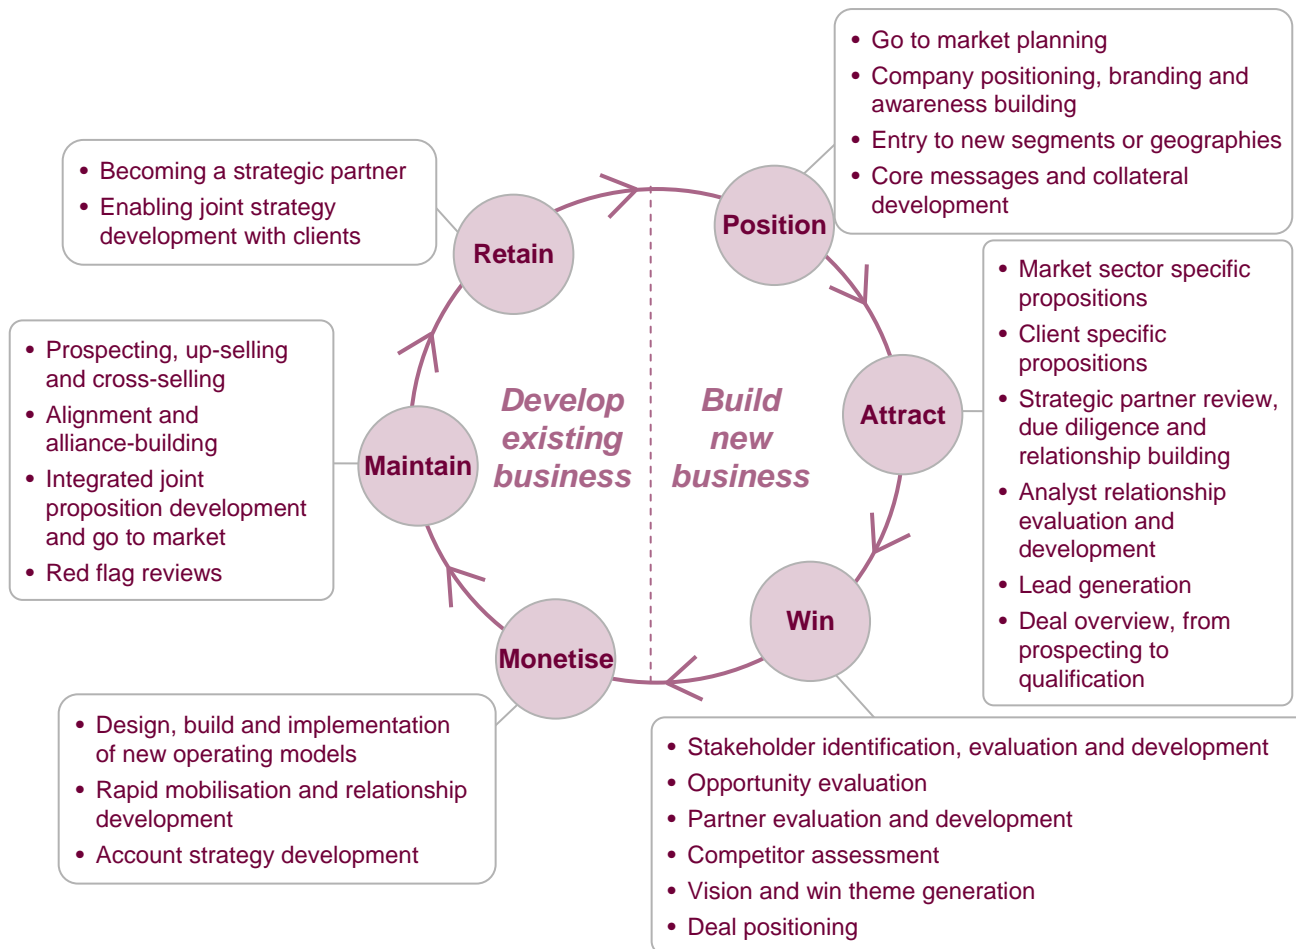 • Go to market planning
• Company positioning, branding and
awareness building
• Entry to new segments or geographies
• Core messages and collateral
development
• Becoming a strategic partner
• Enabling joint strategy
development with clients
Retain
Position
• Market sector specific
propositions
• Client specific
propositions
• Strategic partner review,
due diligence and
relationship building
• Analyst relationship
evaluation and
development
• Lead generation
• Deal overview, from
prospecting to
qualification
• Prospecting, up-selling
and cross-selling
• Alignment and
alliance-building
• Integrated joint
proposition development
and go to market
• Red flag reviews
Develop
existing
business
Build
new
business
Attract
Maintain
Win
Monetise
• Design, build and implementation
of new operating models
• Rapid mobilisation and relationship
development
• Account strategy development
• Stakeholder identification, evaluation and development
• Opportunity evaluation
• Partner evaluation and development
• Competitor assessment
• Vision and win theme generation
• Deal positioning